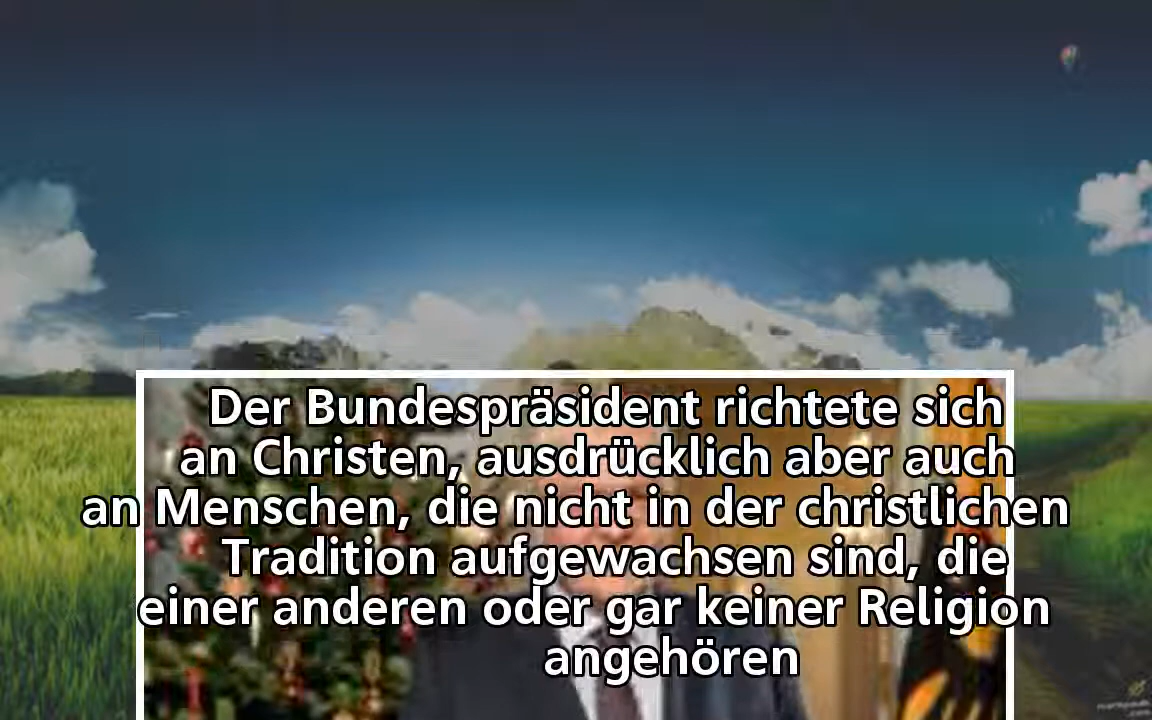 Der Bundespräsident richtete sich
an Christen, ausdrücklich aber auch
an Menschen, die nicht in der christlichen
Tradition aufgewachsen sind, die
einer anderen oder gar keiner Religion
angehören